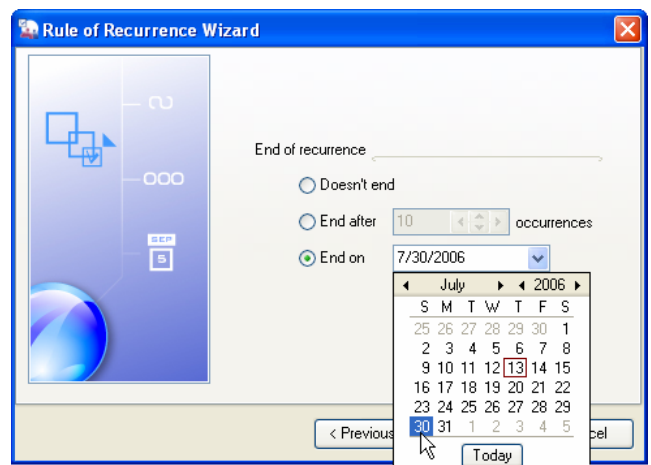 Rule of Recurrence Wizard
SEP
5
End of recurrence
Doesn't end
End after 10 occurrences
End on 7/30/2006
July 2006
S M T W T F S
25 26 27 28 29 30 1
2 3 4 5 6 7 8
9 10 11 12 13 14 15
16 17 18 19 20 21 22
23 24 25 26 27 28 29
30 31 1 2 3 4 5
< Previous cel
Today